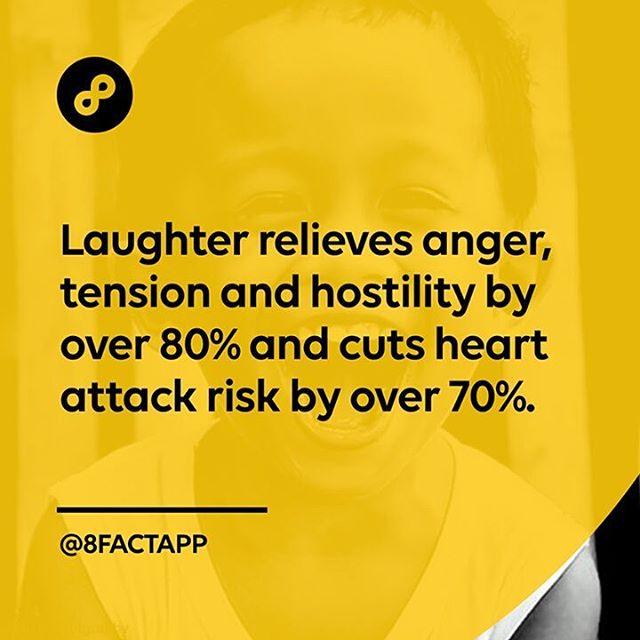 Laughter relieves anger,
tension and hostility by
over 80% and cuts heart
attack risk by over 70%.
@8FACTAPP